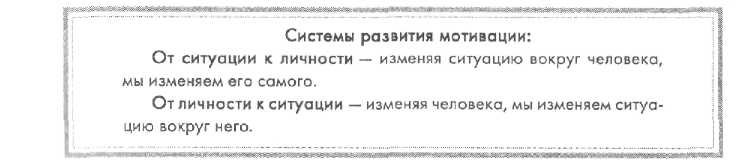 Системы развития мотивации:
От ситуации к личности — изменяя ситуацию вокруг человека,
мы изменяем его самого.
От личности к ситуации — изменяя человека, мы изменяем ситуа-
цию вокруг него.